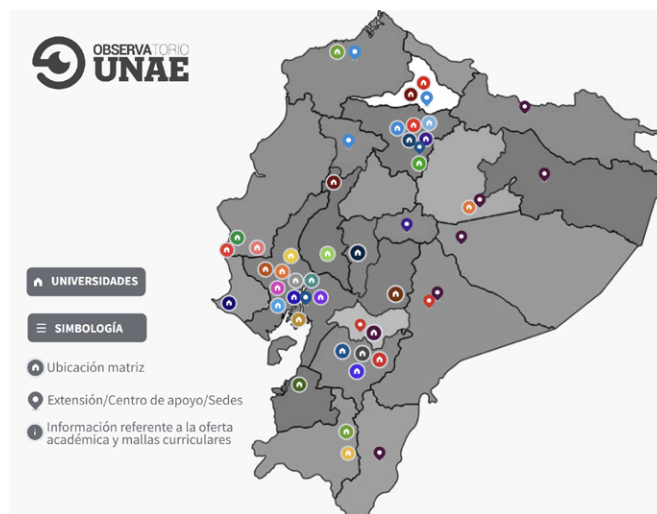 OBSERVATORIO
UNAE
UNIVERSIDADES
SIMBOLOGÍA
Ubicación matriz
Extensión/Centro de apoyo/Sedes
Información referente a la oferta
académica y mallas curriculares